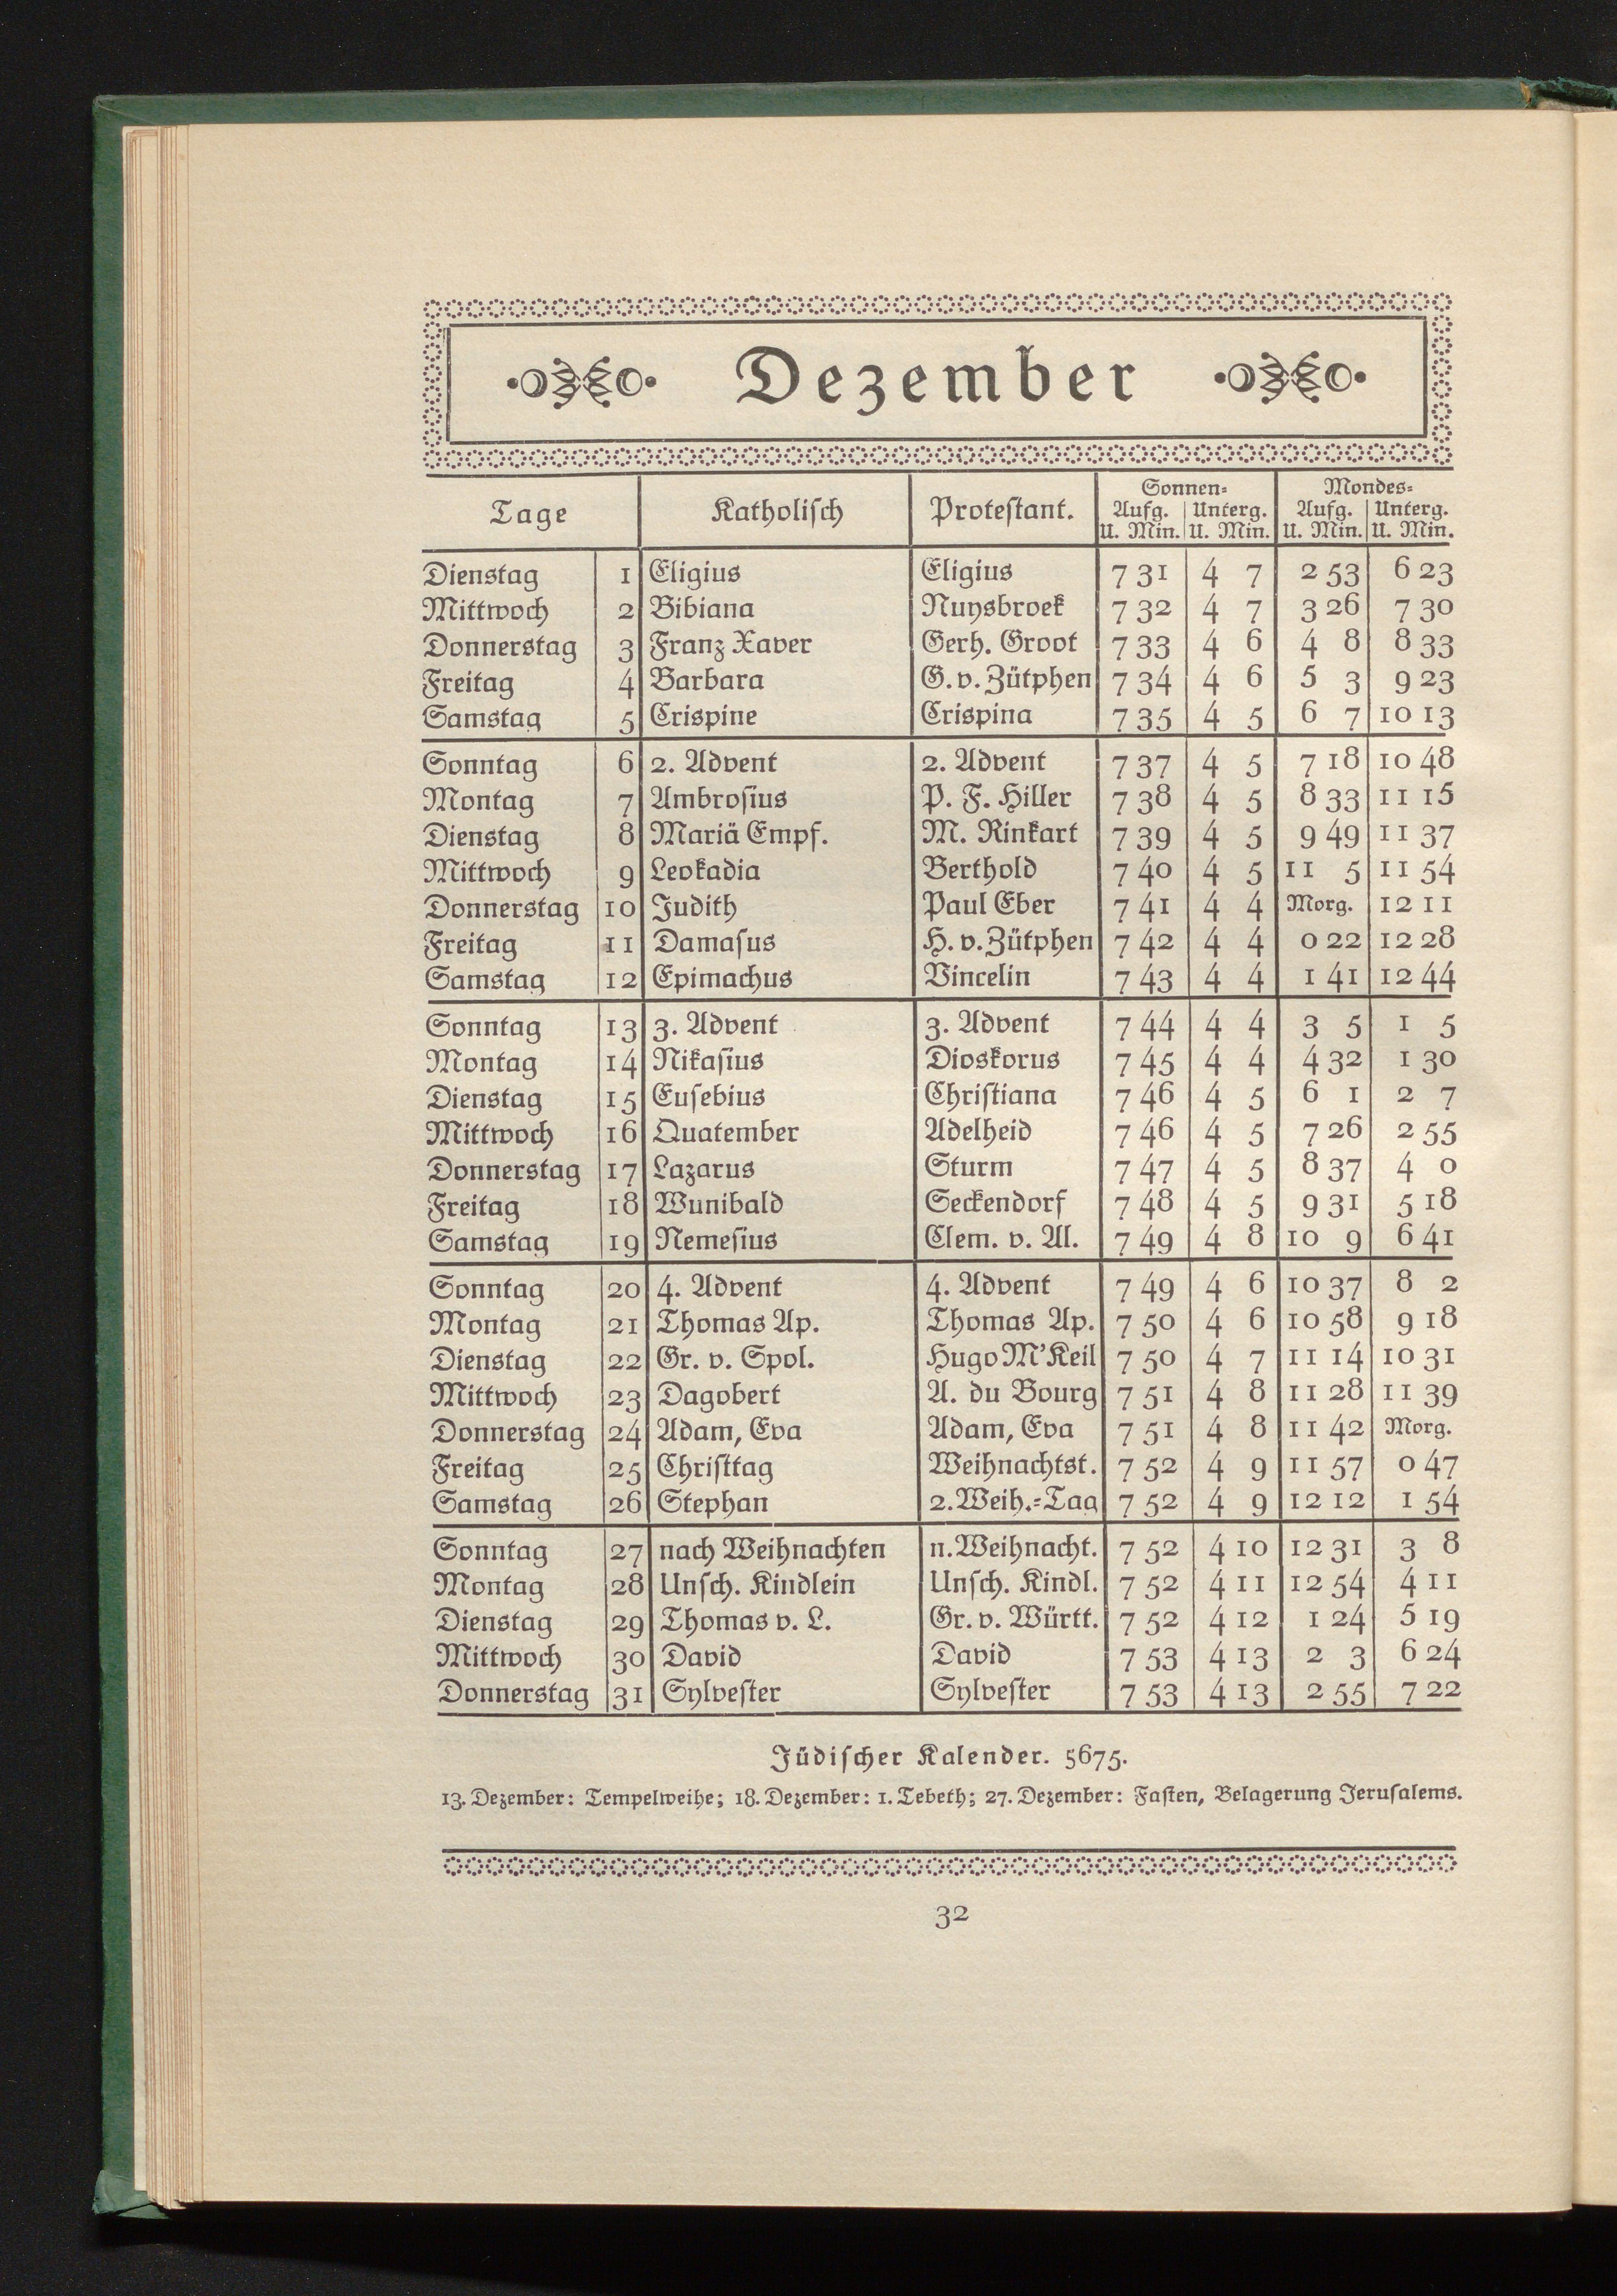 Dezember
Tage Katholisch Protestant. Sonnen- Mondes-
Aufg. Unterg. Aufg. Unterg.
U. Min. U. Min. U. Min. U. Min.
Dienstag 1 Eligius Eligius 7 31 4 7 2 53 6 23
Mittwoch 2 Bibiana Nuysbroek 7 32 4 7 3 26 7 30
Donnerstag 3 Franz Xaver Gerh. Groot 7 33 4 6 4 8 8 33
Freitag 4 Barbara G. v. Zütphen 7 34 4 6 5 3 9 23
Samstag 5 Crispine Crispina 7 35 4 5 6 7 10 13
Sonntag 6 2. Advent 2. Advent 7 37 4 5 7 18 10 48
Montag 7 Ambrosius P. F. Hiller 7 38 4 5 8 33 11 15
Dienstag 8 Mariä Empf. M. Rinkart 7 39 4 5 9 49 11 37
Mittwoch 9 Leokadia Berthold 7 40 4 5 11 5 11 54
Donnerstag 10 Judith Paul Eber 7 41 4 4 Morg. 12 11
Freitag 11 Damasus H. v. Zütphen 7 42 4 4 0 22 12 28
Samstag 12 Epimachus Vincelin 7 43 4 4 1 41 12 44
Sonntag 13 3. Advent 3. Advent 7 44 4 4 3 5 1 5
Montag 14 Nikasius Dioskorus 7 45 4 4 4 32 1 30
Dienstag 15 Eusebius Christiana 7 46 4 5 6 1 2 7
Mittwoch 16 Quatember Adelheid 7 46 4 5 7 26 2 55
Donnerstag 17 Lazarus Sturm 7 47 4 5 8 37 4 0
Freitag 18 Wunibald Seckendorf 7 48 4 5 9 31 5 18
Samstag 19 Nemesius Clem. v. Al. 7 49 4 8 10 9 6 41
Sonntag 20 4. Advent 4. Advent 7 49 4 6 10 37 8 2
Montag 21 Thomas Ap. Thomas Ap. 7 50 4 6 10 58 9 18
Dienstag 22 Gr. v. Spol. Hugo M'Keil 7 50 4 7 11 14 10 31
Mittwoch 23 Dagobert A. du Bourg 7 51 4 8 11 28 11 39
Donnerstag 24 Adam, Eva Adam, Eva 7 51 4 8 11 42 Morg.
Freitag 25 Christtag Weihnachtst. 7 52 4 9 11 57 0 47
Samstag 26 Stephan 2. Weih.-Tag 7 52 4 9 12 12 1 54
Sonntag 27 nach Weihnachten n. Weihnacht. 7 52 4 10 12 31 3 8
Montag 28 Unsch. Kindlein Unsch. Kindl. 7 52 4 11 12 54 4 11
Dienstag 29 Thomas v. L. Gr. v. Württ. 7 52 4 12 1 24 5 19
Mittwoch 30 David David 7 53 4 13 2 3 6 24
Donnerstag 31 Sylvester Sylvester 7 53 4 13 2 55 7 22
Jüdischer Kalender. 5675.
13. Dezember: Tempelweihe; 18. Dezember: 1. Tebeth; 27. Dezember: Fasten, Belagerung Jerusalems.
32